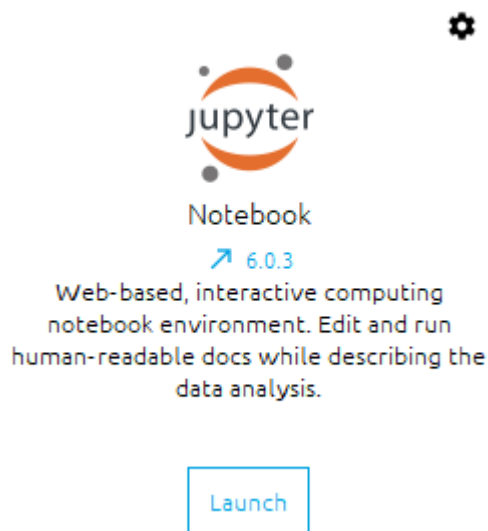 jupyter
Notebook
6.0.3
Web-based, interactive computing
notebook environment. Edit and run
human-readable docs while describing the
data analysis.
Launch